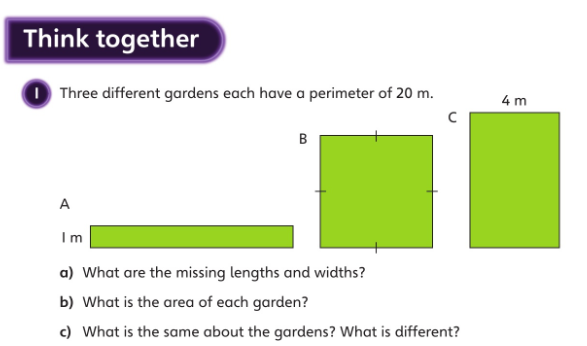 Think together
1 Three different gardens each have a perimeter of 20 m.
4 m
C
B
A
1 m
a) What are the missing lengths and widths?
b) What is the area of each garden?
c) What is the same about the gardens? What is different?